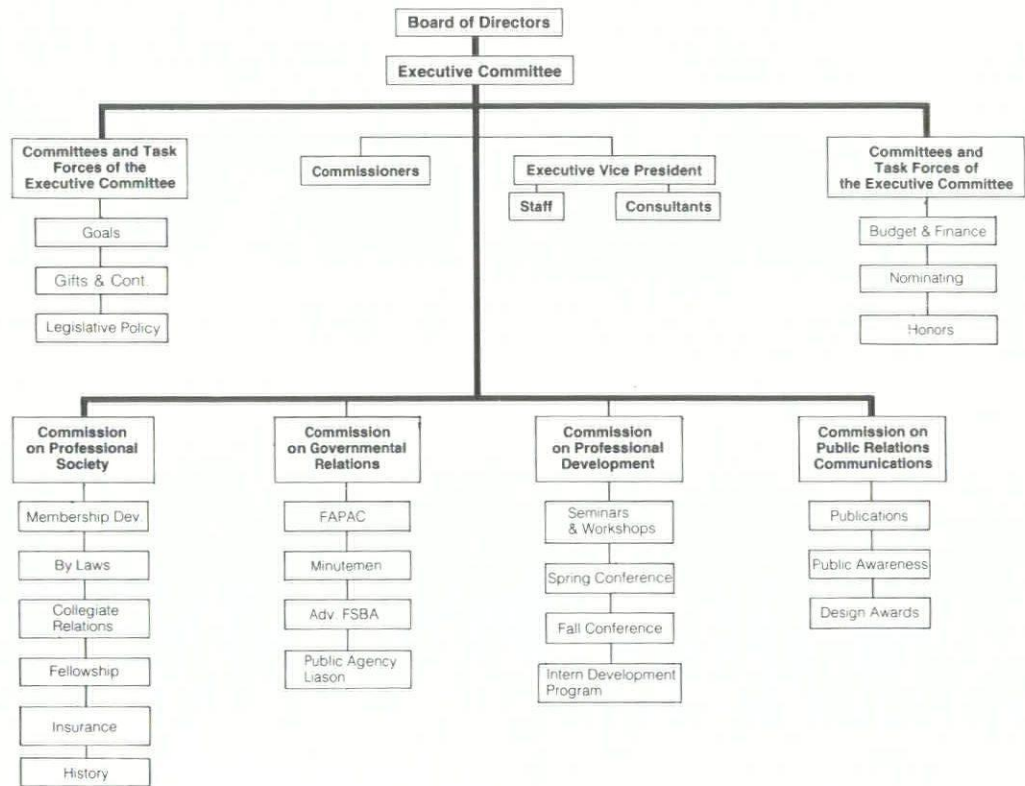 Board of Directors
Executive Committee
Committees and Task
Forces of the
Executive Committee
Goals
Gifts & Cont.
Legislative Policy
Commissioners
Executive Vice President
Staff
Consultants
Committees and
Task Forces of
the Executive Committee
Budget & Finance
Nominating
Honors
Commission
on Professional
Society
Membership Dev.
By Laws
Collegiate
Relations
Fellowship
Insurance
History
Commission
on Governmental
Relations
FAPAC
Minutemen
Adv. FSBA
Public Agency
Liason
Commission
on Professional
Development
Seminars
& Workshops
Spring Conference
Fall Conference
Intern Development
Program
Commission on
Public Relations
Communications
Publications
Public Awareness
Design Awards